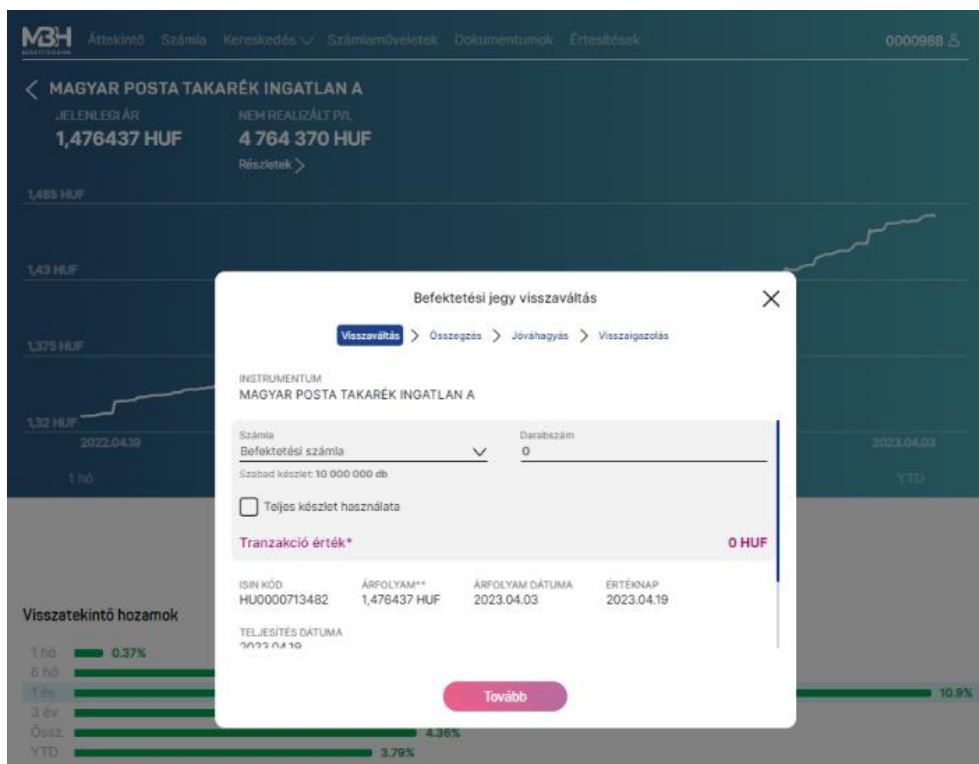 MBH Áttekintő Számla Kereskedés Számlaműveletek Dokumentumok Értesítések 0000988
MAGYAR POSTA TAKARÉK INGATLAN A
JELENLEGI ÁR NEM REALIZÁLT P/L
1,476437 HUF 4 764 370 HUF
Részletek
1,485 HUF
1,43 HUF
1,375 HUF
1,32 HUF
2022.04.19 2023.04.03
1 hó YTD
Befektetési jegy visszaváltás
Visszaváltás > Összegzés > Jóváhagyás > Visszaigazolás
INSTRUMENTUM
MAGYAR POSTA TAKARÉK INGATLAN A
Számla Darabszám
Befektetési számla 0
Szabad készlet: 10 000 000 db
Teljes készlet használata
Tranzakció érték* 0 HUF
ISIN KÓD ÁRFOLYAM** ÁRFOLYAM DÁTUMA ÉRTÉKNAP
HU0000713482 1,476437 HUF 2023.04.03 2023.04.19
TELJESÍTÉS DÁTUMA
2023.04.19
Tovább
Visszatekintő hozamok
1 hó 0.37%
6 hó
1 év 10.9%
3 év
Össz. 4.36%
YTD 3.79%